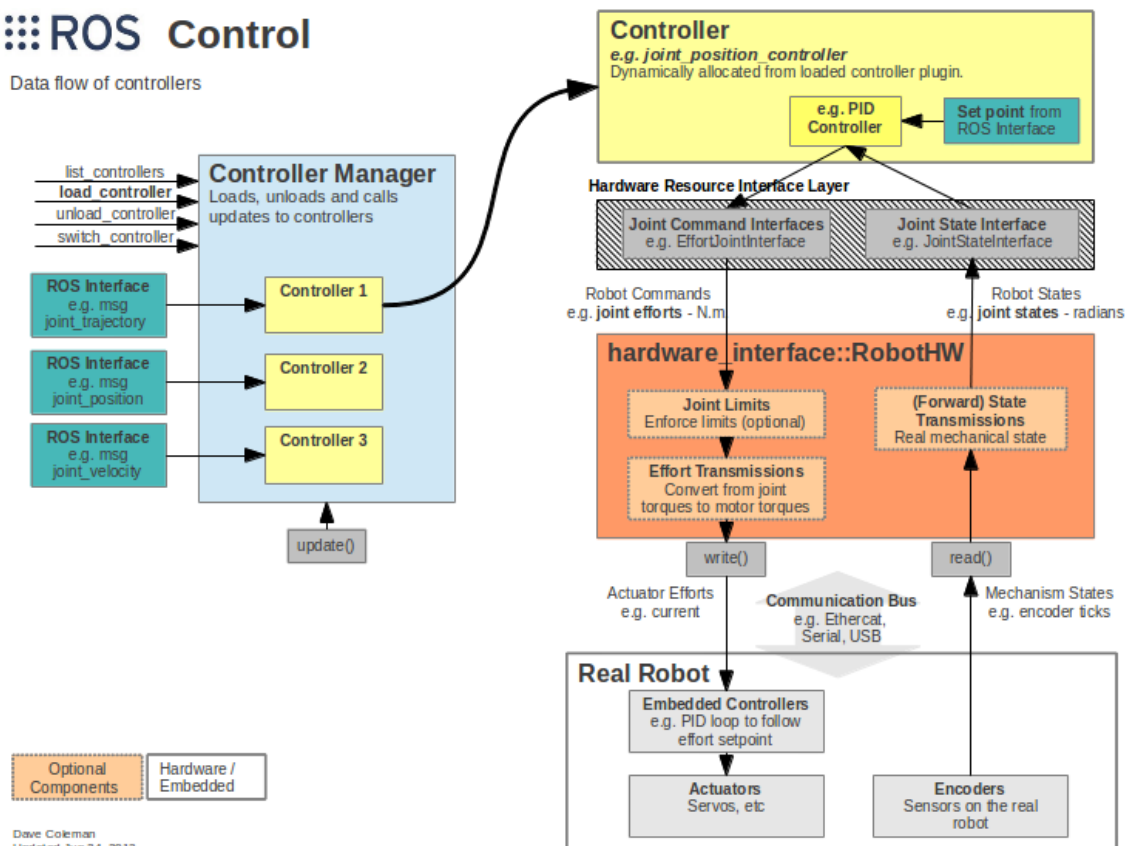 ROS Control
Data flow of controllers
list_controllers
load_controller
unload_controller
switch_controller
Controller Manager
Loads, unloads and calls
updates to controllers
ROS Interface
e.g. msg
joint_trajectory
Controller 1
ROS Interface
e.g. msg
joint_position
Controller 2
ROS Interface
e.g. msg
joint_velocity
Controller 3
update()
Controller
e.g. joint_position_controller
Dynamically allocated from loaded controller plugin.
e.g. PID
Controller
Set point from
ROS Interface
Hardware Resource Interface Layer
Joint Command Interfaces
e.g. EffortJointInterface
Joint State Interface
e.g. JointStateInterface
Robot Commands
e.g. joint efforts - N.m.
Robot States
e.g. joint states - radians
hardware_interface::RobotHW
Joint Limits
Enforce limits (optional)
(Forward) State
Transmissions
Real mechanical state
Effort Transmissions
Convert from joint
torques to motor torques
write()
read()
Actuator Efforts
e.g. current
Communication Bus
e.g. Ethercat,
Serial, USB
Mechanism States
e.g. encoder ticks
Real Robot
Embedded Controllers
e.g. PID loop to follow
effort setpoint
Actuators
Servos, etc
Encoders
Sensors on the real
robot
Optional
Components
Hardware /
Embedded
Dave Coleman